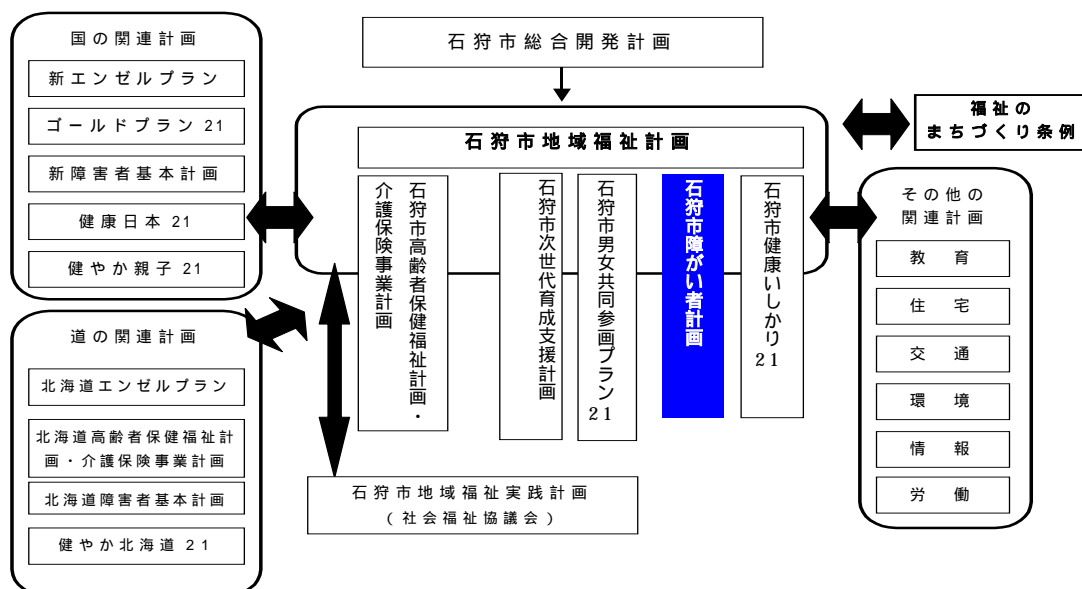 国の関連計画
新エンゼルプラン
ゴールドプラン 21
新障害者基本計画
健康日本 21
健やか親子 21
道の関連計画
北海道エンゼルプラン
北海道高齢者保健福祉計
画・介護保険事業計画
北海道障害者基本計画
健やか北海道 21
石狩市総合開発計画
石狩市地域福祉計画
石狩市高齢者保健福祉計画・
介護保険事業計画
石狩市次世代育成支援計画
石狩市男女共同参画プラン21
石狩市障がい者計画
石狩市健康いしかり21
石狩市地域福祉実践計画
(社会福祉協議会)
福祉の
まちづくり条例
その他の
関連計画
教 育
住 宅
交 通
環 境
情 報
労 働